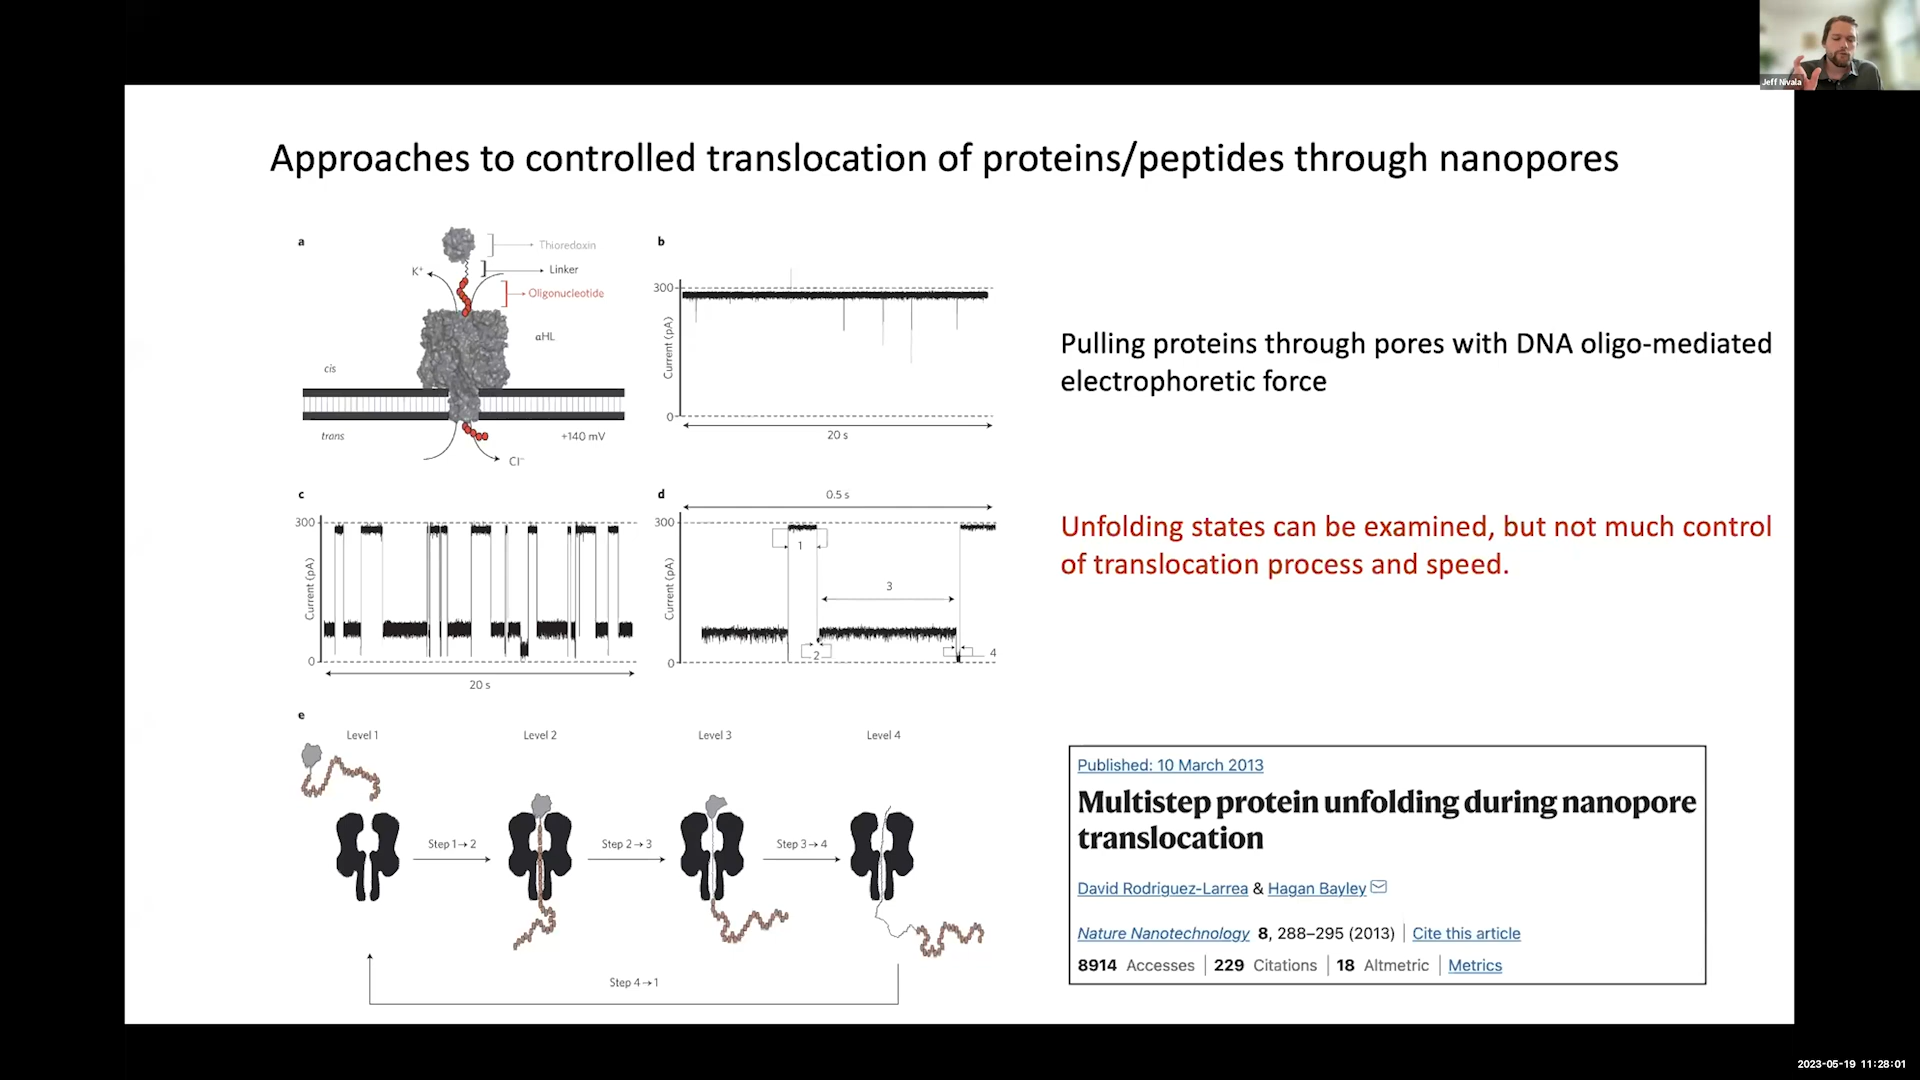 Jeff Nivala
Approaches to controlled translocation of proteins/peptides through nanopores
a
Thioredoxin
Linker
Oligonucleotide
K⁺
αHL
cis
trans
+140 mV
Cl⁻
b
300
Current (pA)
0
20 s
c
300
Current (pA)
0
20 s
d
0.5 s
300
Current (pA)
0
1
2
3
4
e
Level 1
Level 2
Level 3
Level 4
Step 1→2
Step 2→3
Step 3→4
Step 4→1
Pulling proteins through pores with DNA oligo-mediated
electrophoretic force
Unfolding states can be examined, but not much control
of translocation process and speed.
Published: 10 March 2013
Multistep protein unfolding during nanopore
translocation
David Rodriguez-Larrea & Hagan Bayley
Nature Nanotechnology 8, 288–295 (2013) | Cite this article
8914 Accesses | 229 Citations | 18 Altmetric | Metrics
2023-05-19 11:28:01